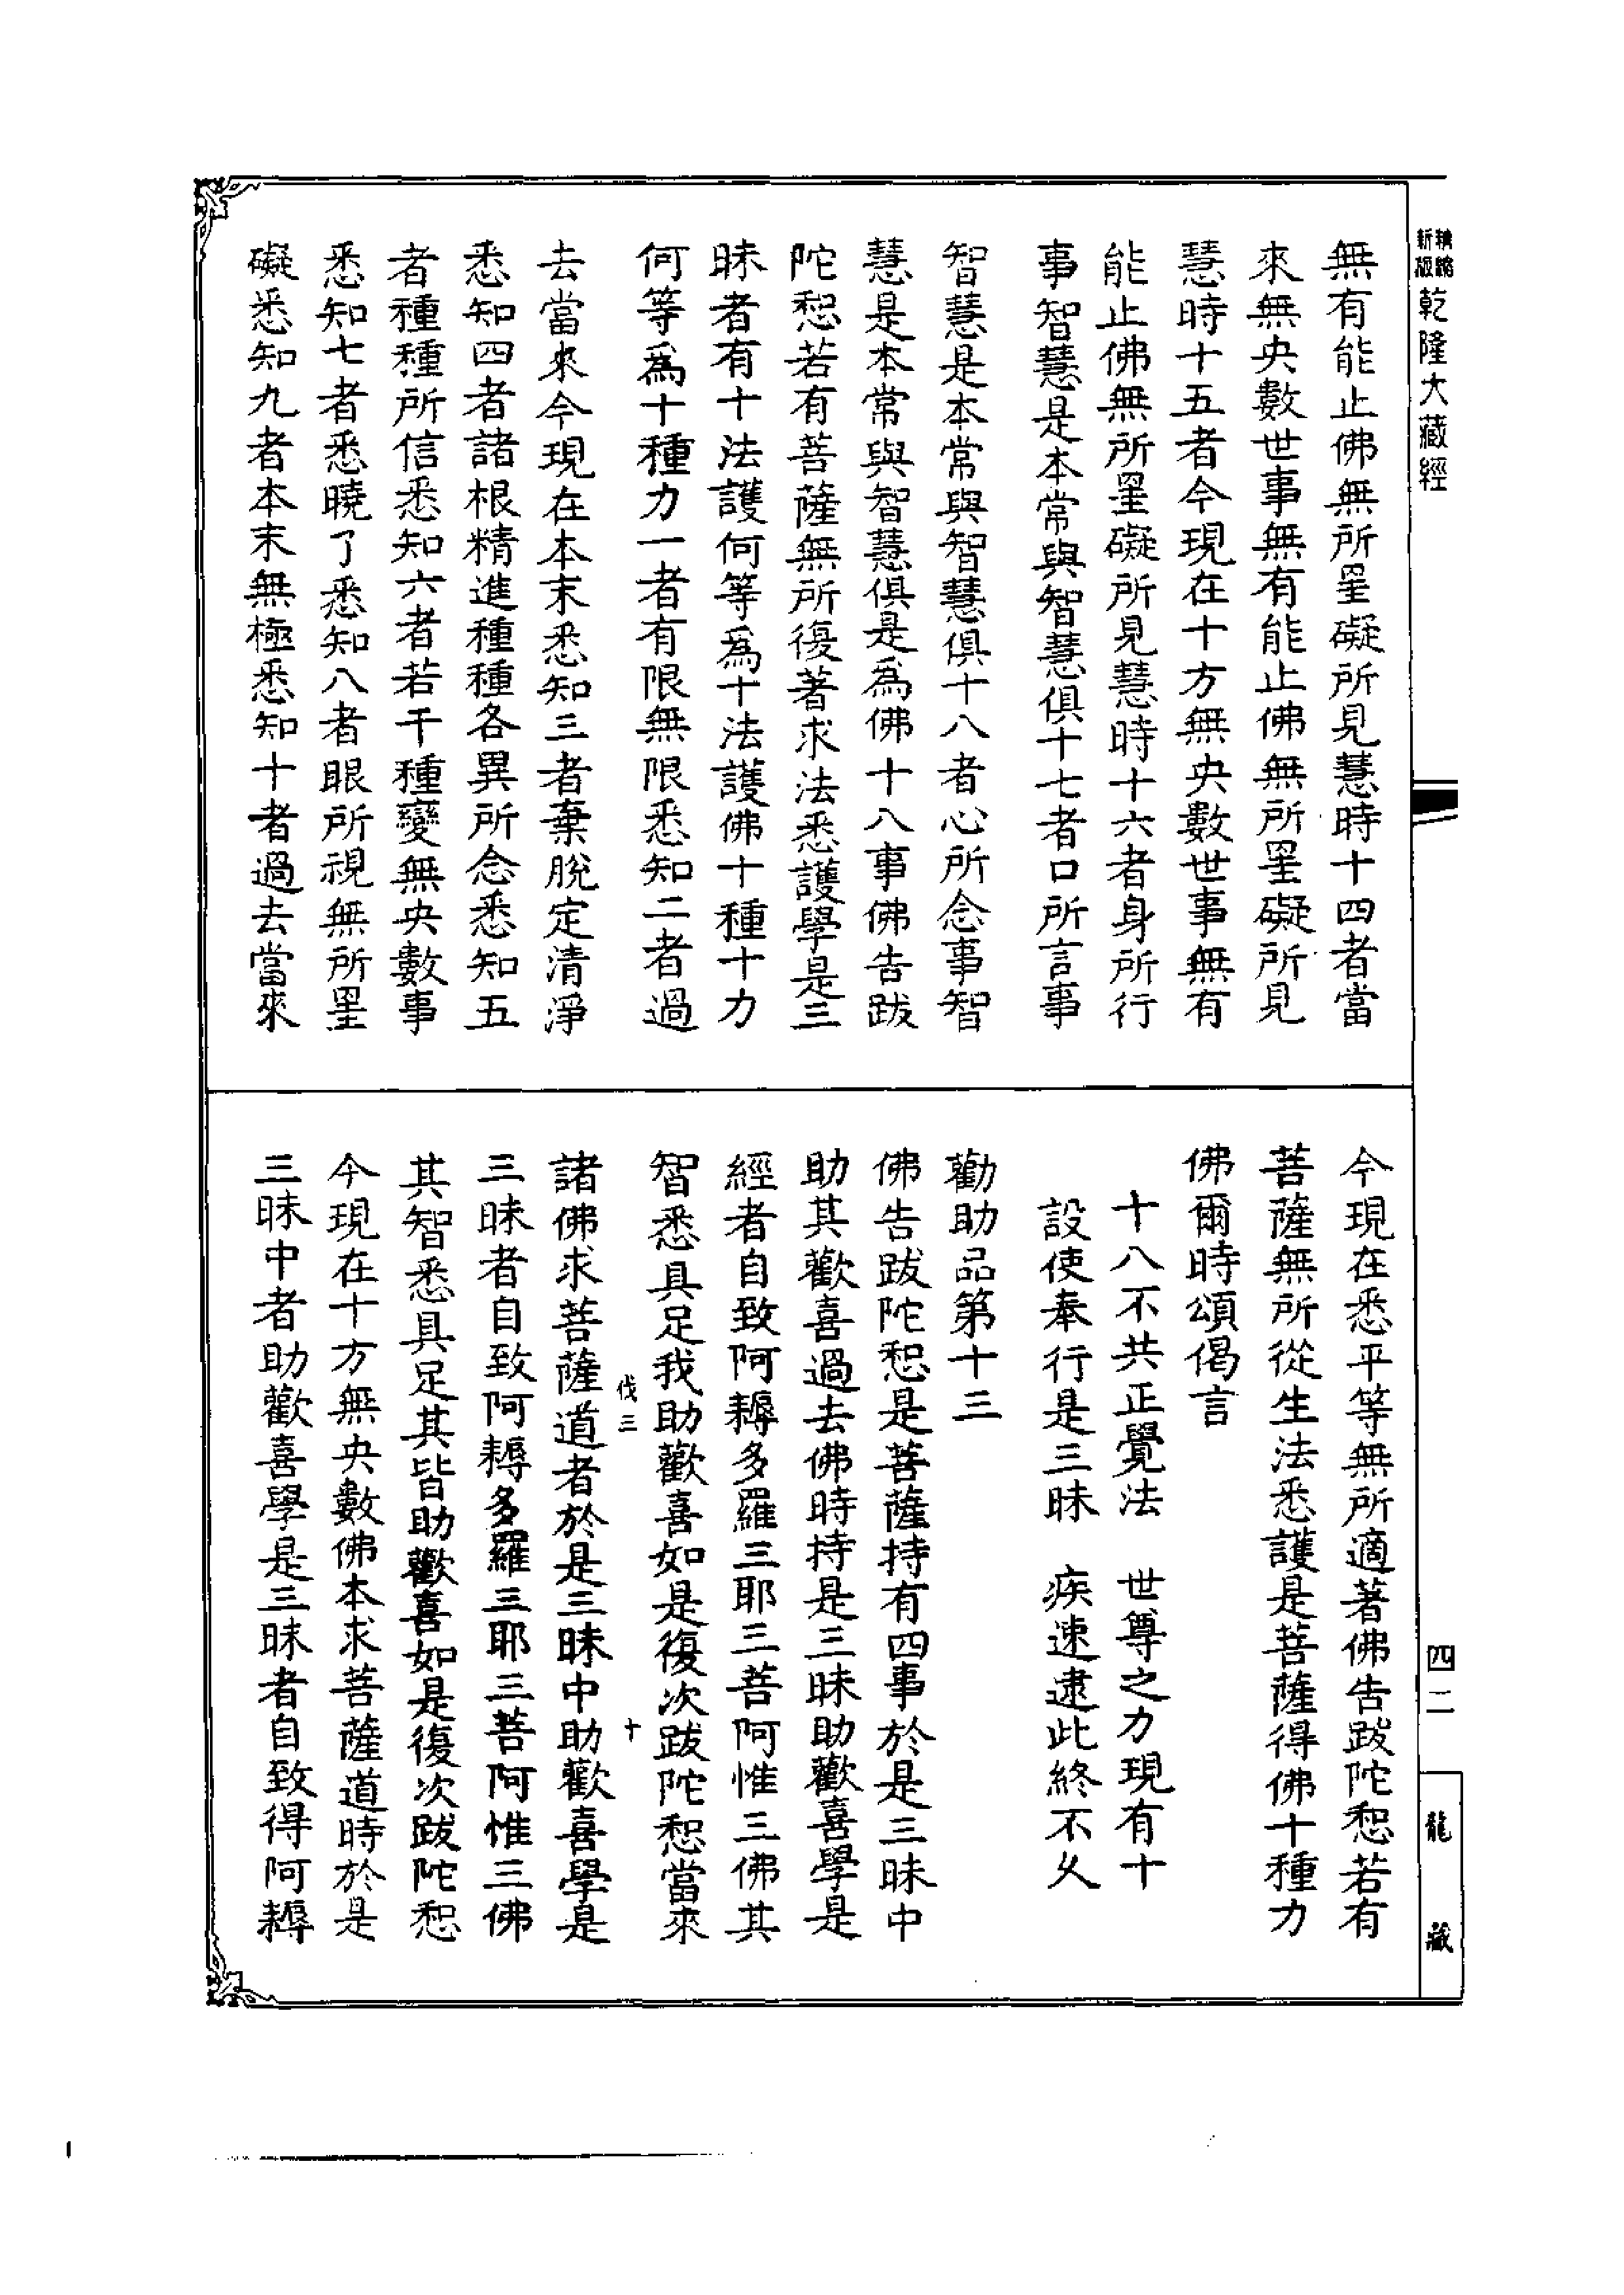 精縮新版乾隆大藏經
無有能止佛無所罣礙所見慧時十四者當
來無央數世事無有能止佛無所罣礙所見
慧時十五者今現在十方無央數世事無有
能止佛無所罣礙所見慧時十六者身所行
事智慧是本常與智慧俱十七者口所言事
智慧是本常與智慧俱十八者心所念事智
慧是本常與智慧俱是為佛十八事佛告跋
陀惒若有菩薩無所復著求法悉護學是三
昧者有十法護何等為十法護佛十種十力
何等為十種力一者有限無限悉知二者過
去當來今現在本末悉知三者棄脫定清淨
悉知四者諸根精進種種各異所念悉知五
者種種所信悉知六者若干種變無央數事
悉知七者悉曉了悉知八者眼所視無所罣
礙悉知九者本末無極悉知十者過去當來
今現在悉平等無所適著佛告跋陀惒若有
菩薩無所從生法悉護是菩薩得佛十種力
佛爾時頌偈言
十八不共正覺法　世尊之力現有十
設使奉行是三昧　疾速逮此終不久
勸助品第十三
佛告跋陀惒是菩薩持有四事於是三昧中
助其歡喜過去佛時持是三昧助歡喜學是
經者自致阿耨多羅三耶三菩阿惟三佛其
智悉具足我助歡喜如是復次跋陀惒當來
伐三　十
諸佛求菩薩道者於是三昧中助歡喜學是
三昧者自致阿耨多羅三耶三菩阿惟三佛
其智悉具足其皆助歡喜如是復次跋陀惒
今現在十方無央數佛本求菩薩道時於是
三昧中者助歡喜學是三昧者自致得阿耨
四二
龍藏